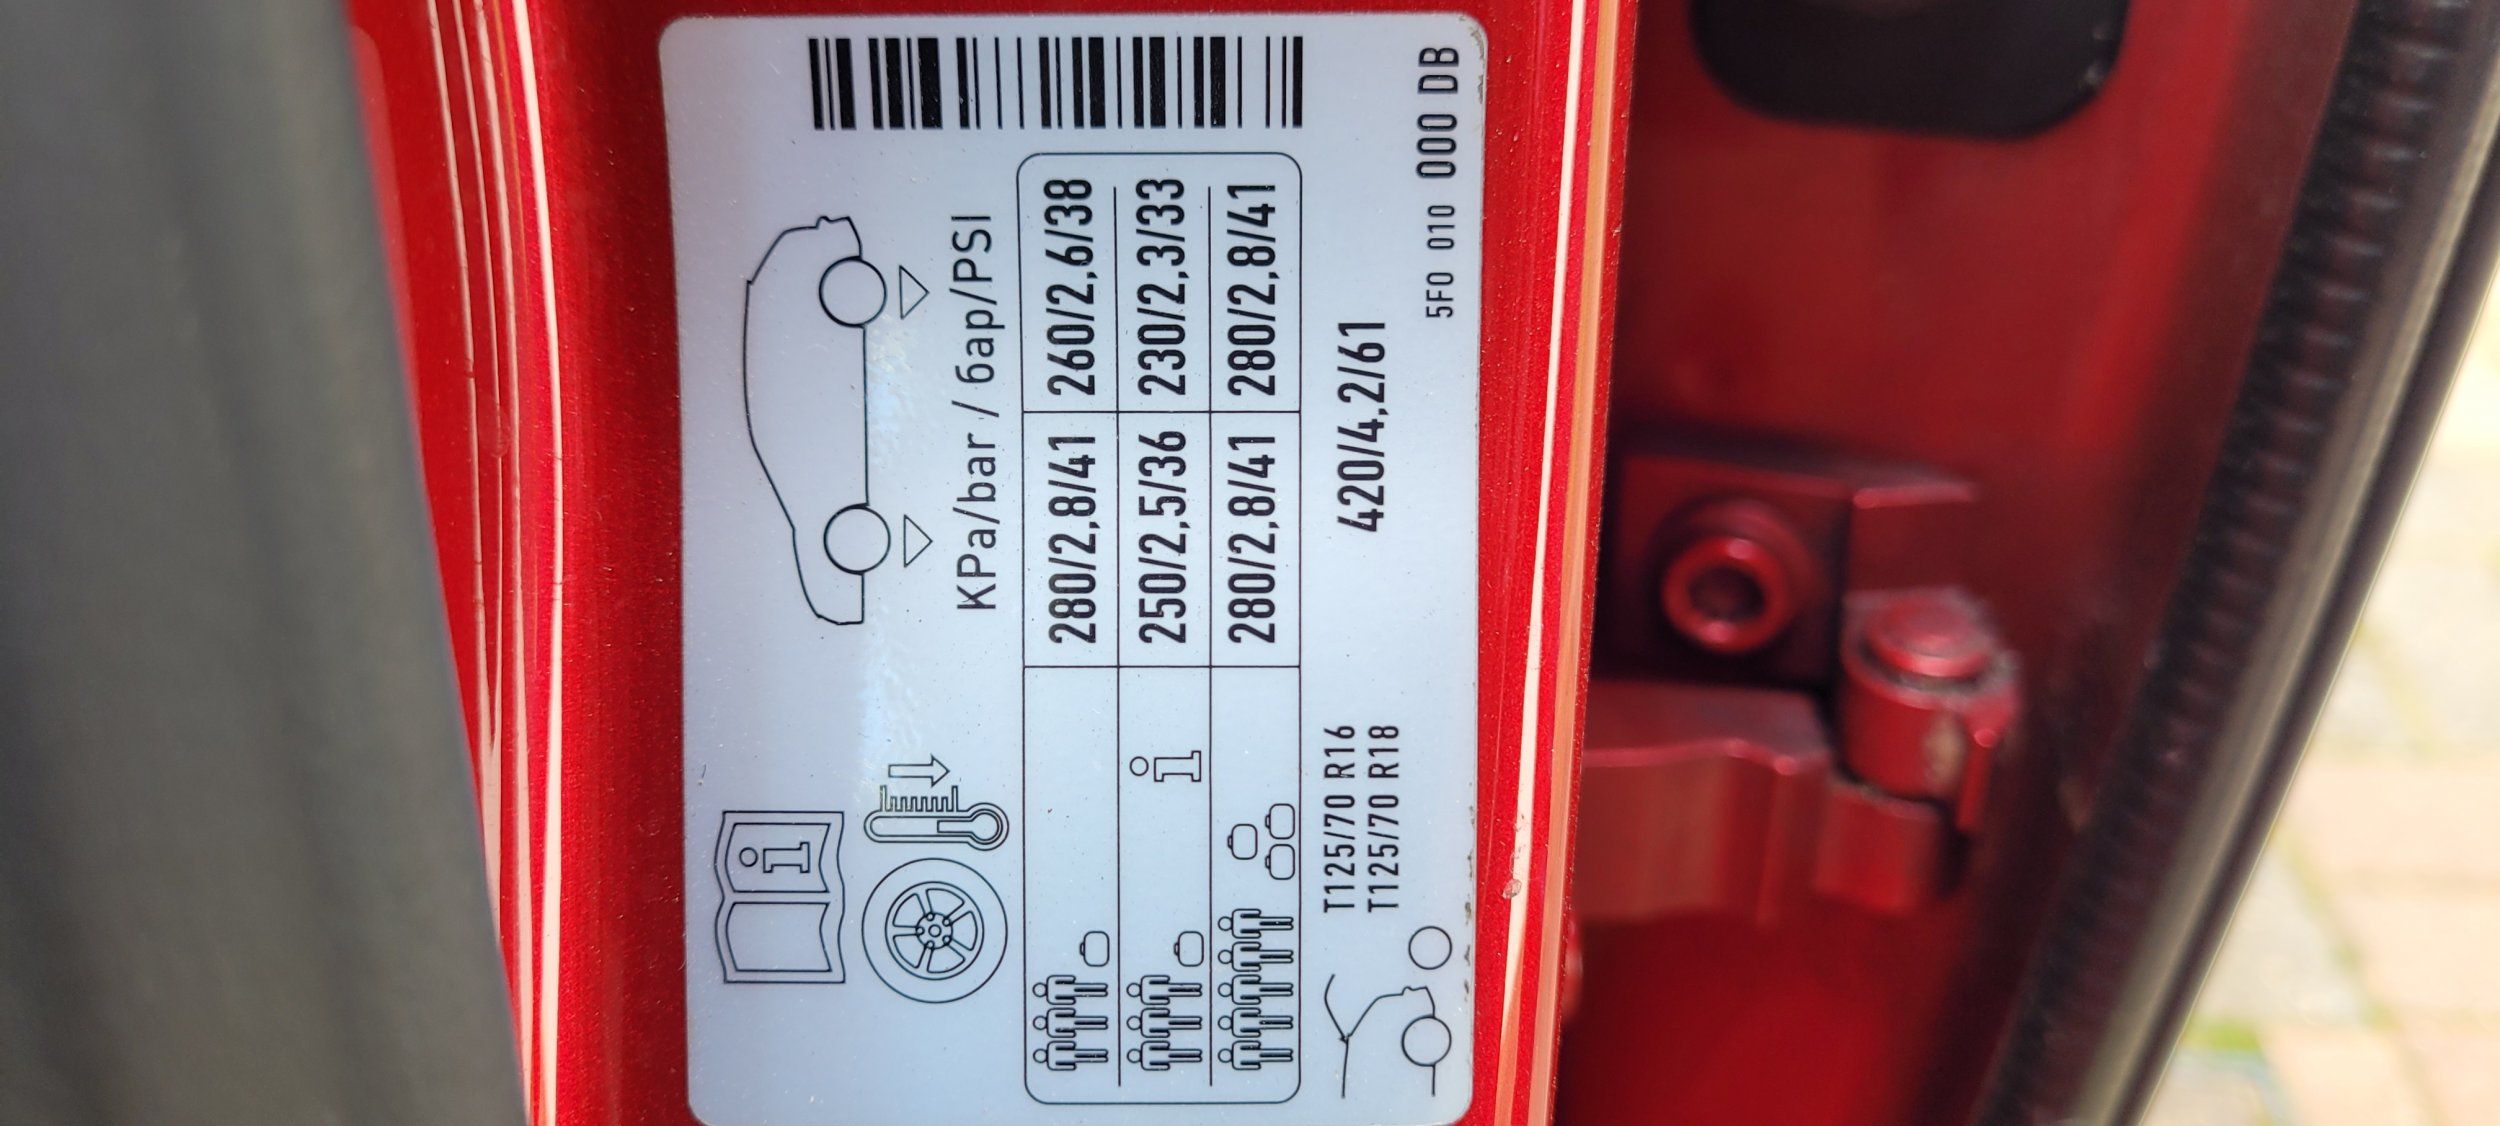 i
KPa/bar / бар/PSI
280/2,8/41 260/2,6/38
i 250/2,5/36 230/2,3/33
280/2,8/41 280/2,8/41
T125/70 R16
T125/70 R18
420/4,2/61
5F0 010 000 DB